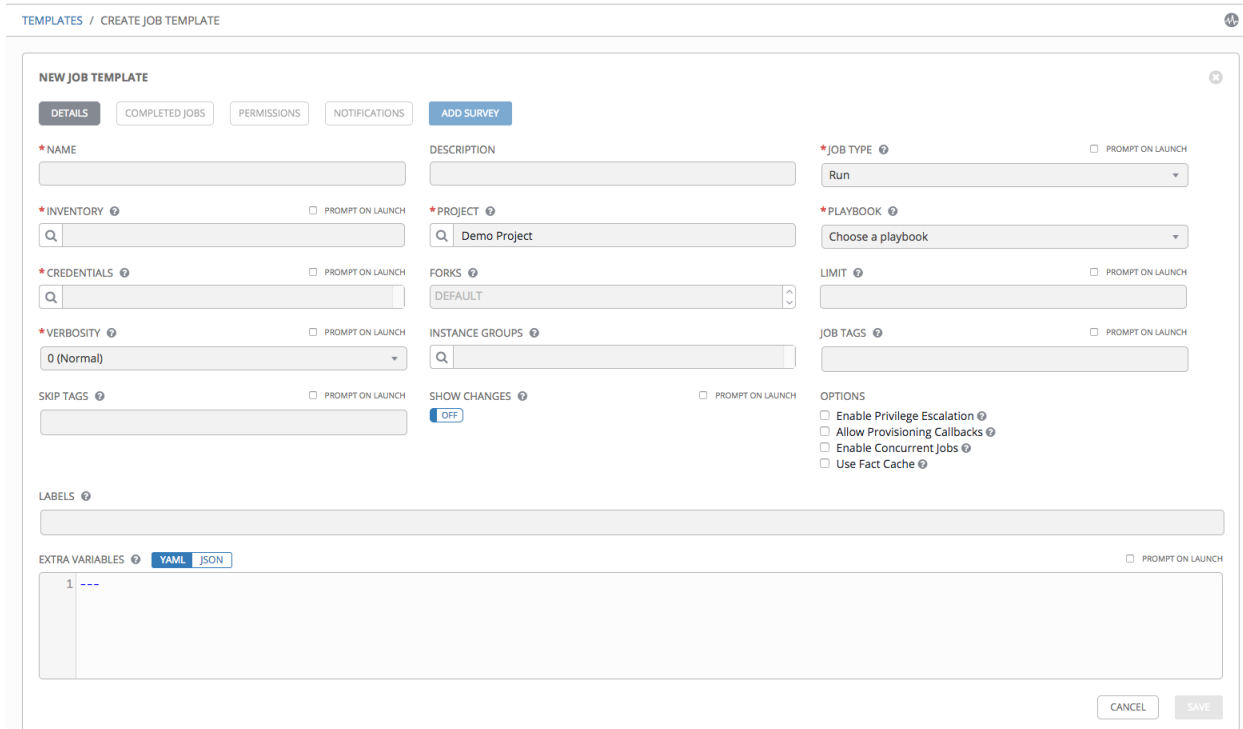 TEMPLATES / CREATE JOB TEMPLATE
NEW JOB TEMPLATE
DETAILS COMPLETED JOBS PERMISSIONS NOTIFICATIONS ADD SURVEY
* NAME DESCRIPTION * JOB TYPE ? PROMPT ON LAUNCH
Run
* INVENTORY ? PROMPT ON LAUNCH * PROJECT ? * PLAYBOOK ?
Demo Project Choose a playbook
* CREDENTIALS ? PROMPT ON LAUNCH FORKS ? LIMIT ? PROMPT ON LAUNCH
DEFAULT
* VERBOSITY ? PROMPT ON LAUNCH INSTANCE GROUPS ? JOB TAGS ? PROMPT ON LAUNCH
0 (Normal)
SKIP TAGS ? PROMPT ON LAUNCH SHOW CHANGES ? PROMPT ON LAUNCH OPTIONS
OFF Enable Privilege Escalation ?
Allow Provisioning Callbacks ?
Enable Concurrent Jobs ?
Use Fact Cache ?
LABELS ?
EXTRA VARIABLES ? YAML JSON PROMPT ON LAUNCH
1 ---
CANCEL SAVE